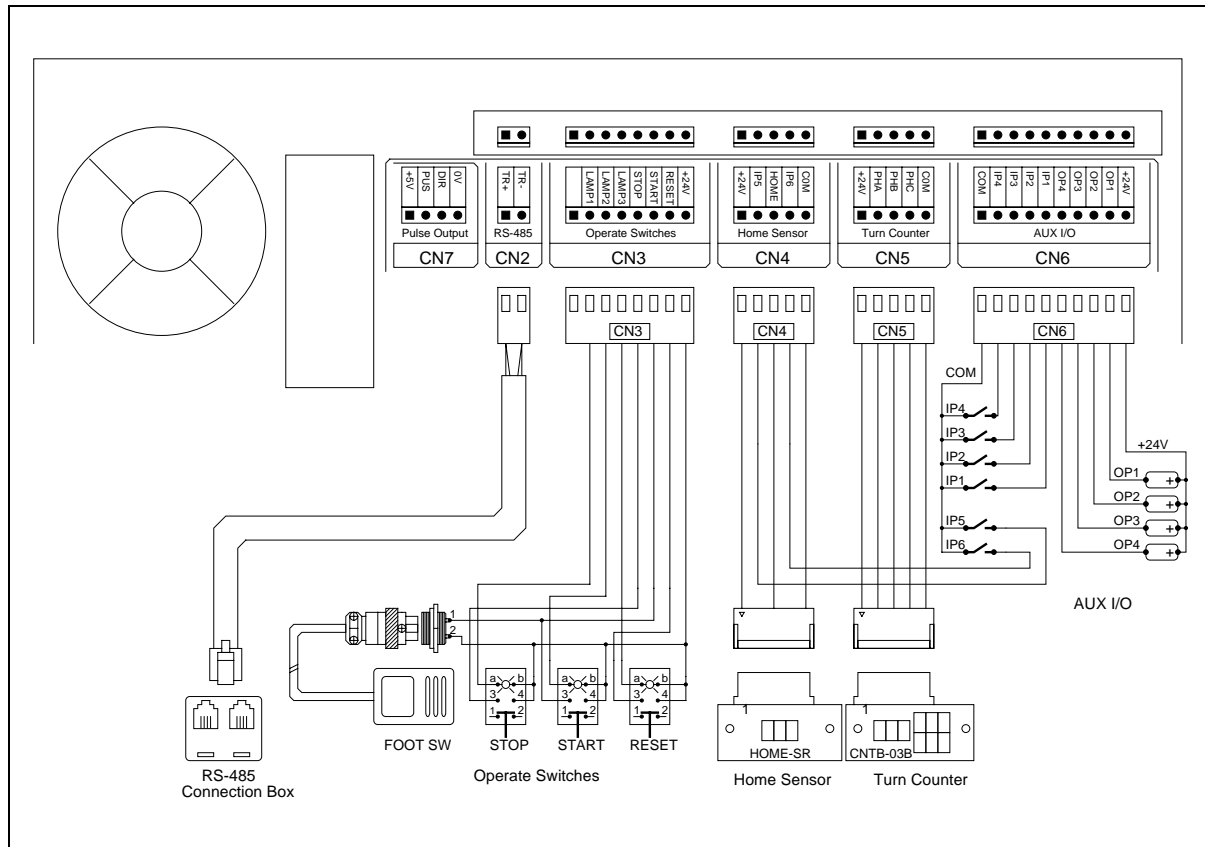 +5V
PUS
DIR
0V
TR+
TR-
LAMP1
LAMP2
LAMP3
STOP
START
RESET
+24V
+24V
IP5
HOME
IP6
COM
+24V
PHA
PHB
PHC
COM
COM
IP4
IP3
IP2
IP1
OP4
OP3
OP2
OP1
+24V
Pulse Output
RS-485
Operate Switches
Home Sensor
Turn Counter
AUX I/O
CN7
CN2
CN3
CN4
CN5
CN6
CN3
CN4
CN5
CN6
COM
IP4
IP3
IP2
IP1
IP5
IP6
+24V
OP1
OP2
OP3
OP4
AUX I/O
1
2
a b
3 4
1 2
a b
3 4
1 2
a b
3 4
1 2
FOOT SW
STOP
START
RESET
Operate Switches
RS-485
Connection Box
1
HOME-SR
Home Sensor
1
CNTB-03B
Turn Counter